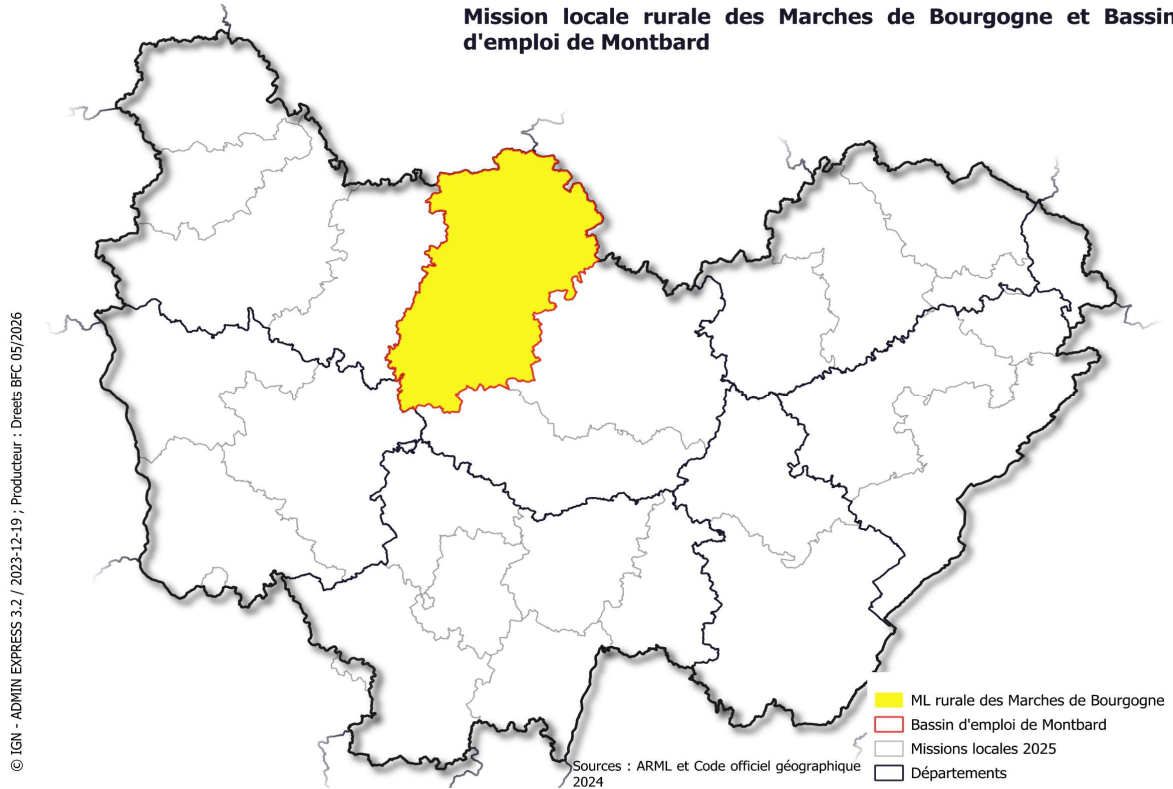 Mission locale rurale des Marches de Bourgogne et Bassin
d'emploi de Montbard
© IGN - ADMIN EXPRESS 3.2 / 2023-12-19 ; Producteur : Dreets BFC 05/2026
ML rurale des Marches de Bourgogne
Bassin d'emploi de Montbard
Missions locales 2025
Départements
Sources : ARML et Code officiel géographique
2024